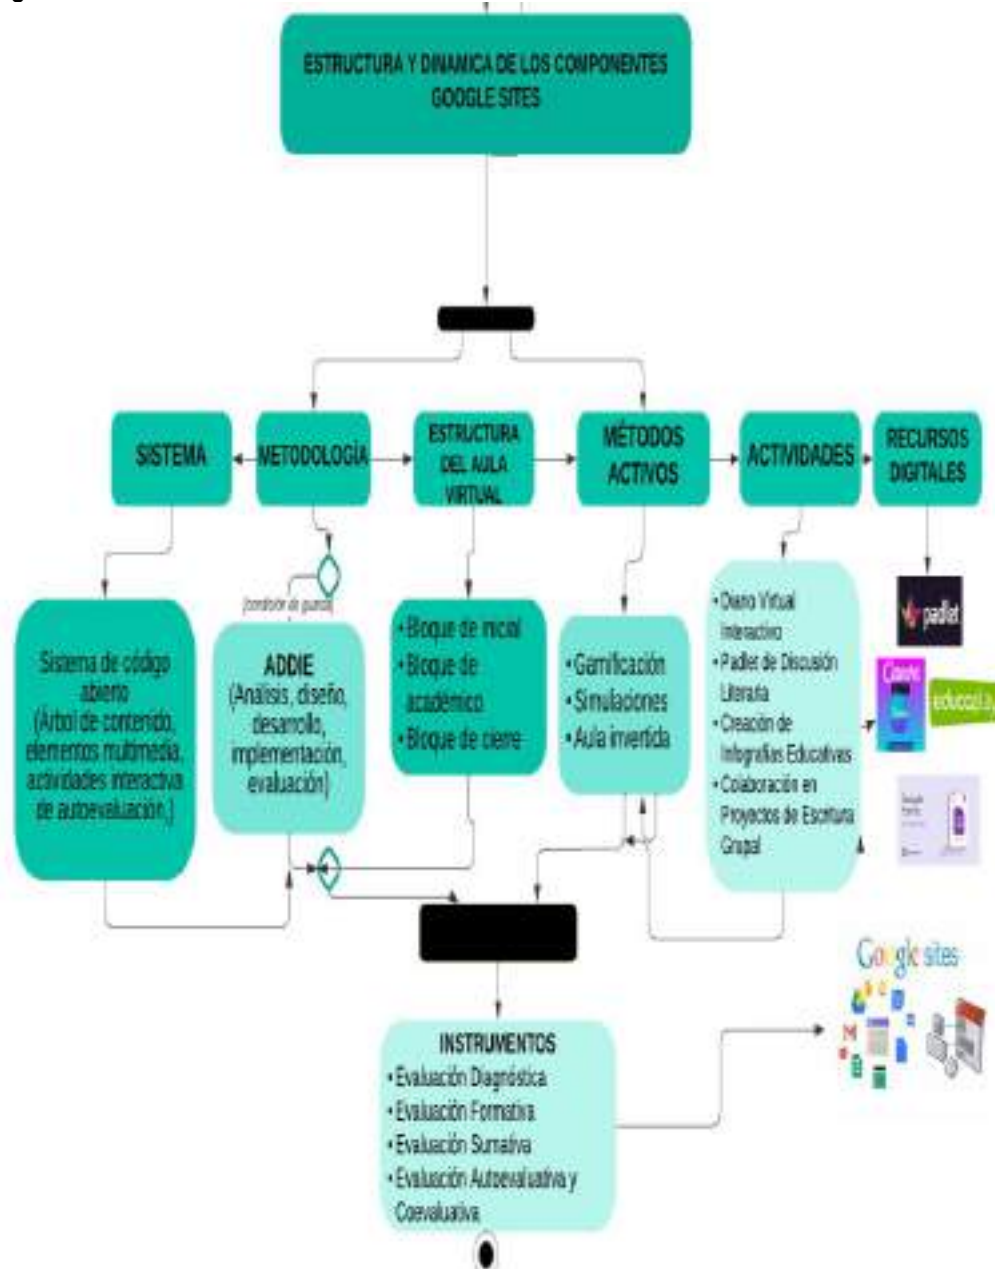 ESTRUCTURA Y DINAMICA DE LOS COMPONENTES
GOOGLE SITES
SISTEMA
METODOLOGÍA
ESTRUCTURA
DEL AULA
VIRTUAL
MÉTODOS
ACTIVOS
ACTIVIDADES
RECURSOS
DIGITALES
Sistema de código
abierto
(Árbol de contenido,
elementos multimedia,
actividades interactiva
de autoevaluación,)
[condición de guarda]
ADDIE
(Análisis, diseño,
desarrollo,
implementación,
evaluación)
• Bloque de inicial
• Bloque de
académico
• Bloque de cierre
• Gamificación
• Simulaciones
• Aula invertida
• Diario Virtual
Interactivo
• Padlet de Discusión
Literaria
• Creación de
Infografías Educativas
• Colaboración en
Proyectos de Escritura
Grupal
padlet
Google sites
INSTRUMENTOS
• Evaluación Diagnóstica
• Evaluación Formativa
• Evaluación Sumativa
• Evaluación Autoevaluativa y
Coevaluativa